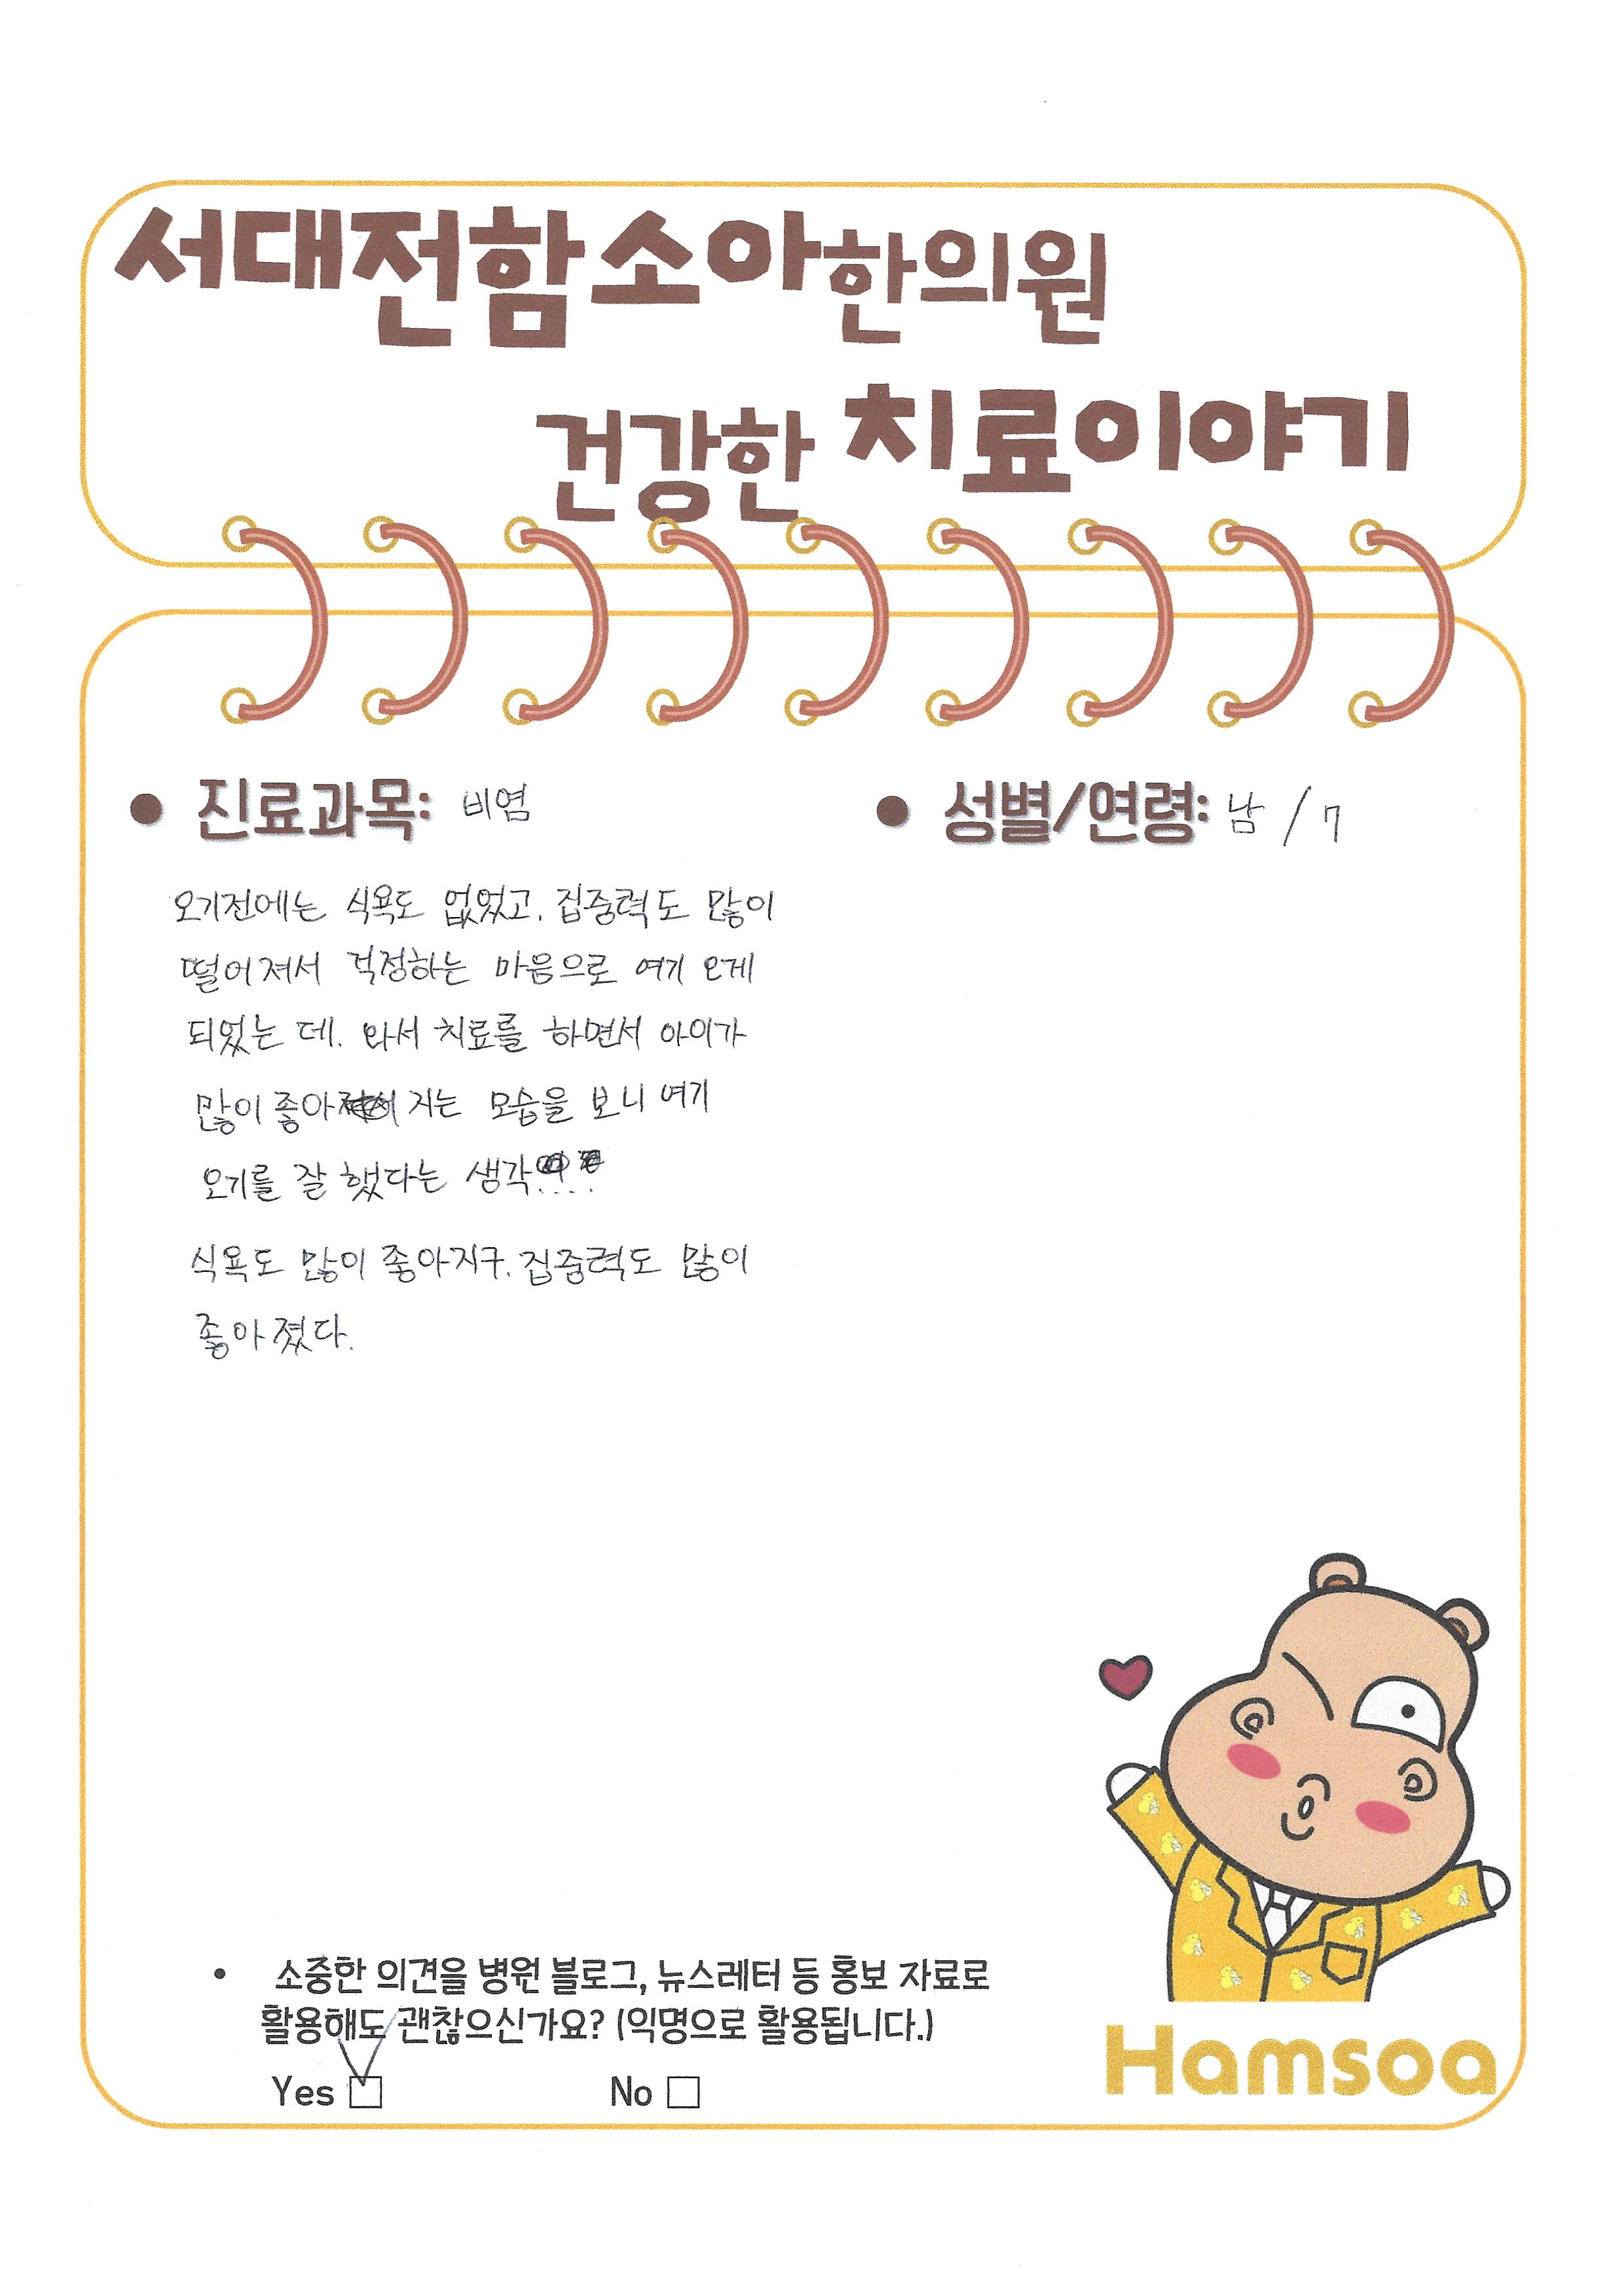 서대전함소아한의원
건강한 치료이야기
진료과목: 비염
성별/연령: 남 / 7
오기전에는 식욕도 없었고. 집중력도 많이
떨어져서 걱정하는 마음으로 여기 오게
되었는 데. 와서 치료를 하면서 아이가
많이 좋아 지는 모습을 보니 여기
오기를 잘 했다는 생각
식욕도 많이 좋아지구. 집중력도 많이
좋아졌다.
• 소중한 의견을 병원 블로그, 뉴스레터 등 홍보 자료로
활용해도 괜찮으신가요? (익명으로 활용됩니다.)
Yes No
Hamsoa